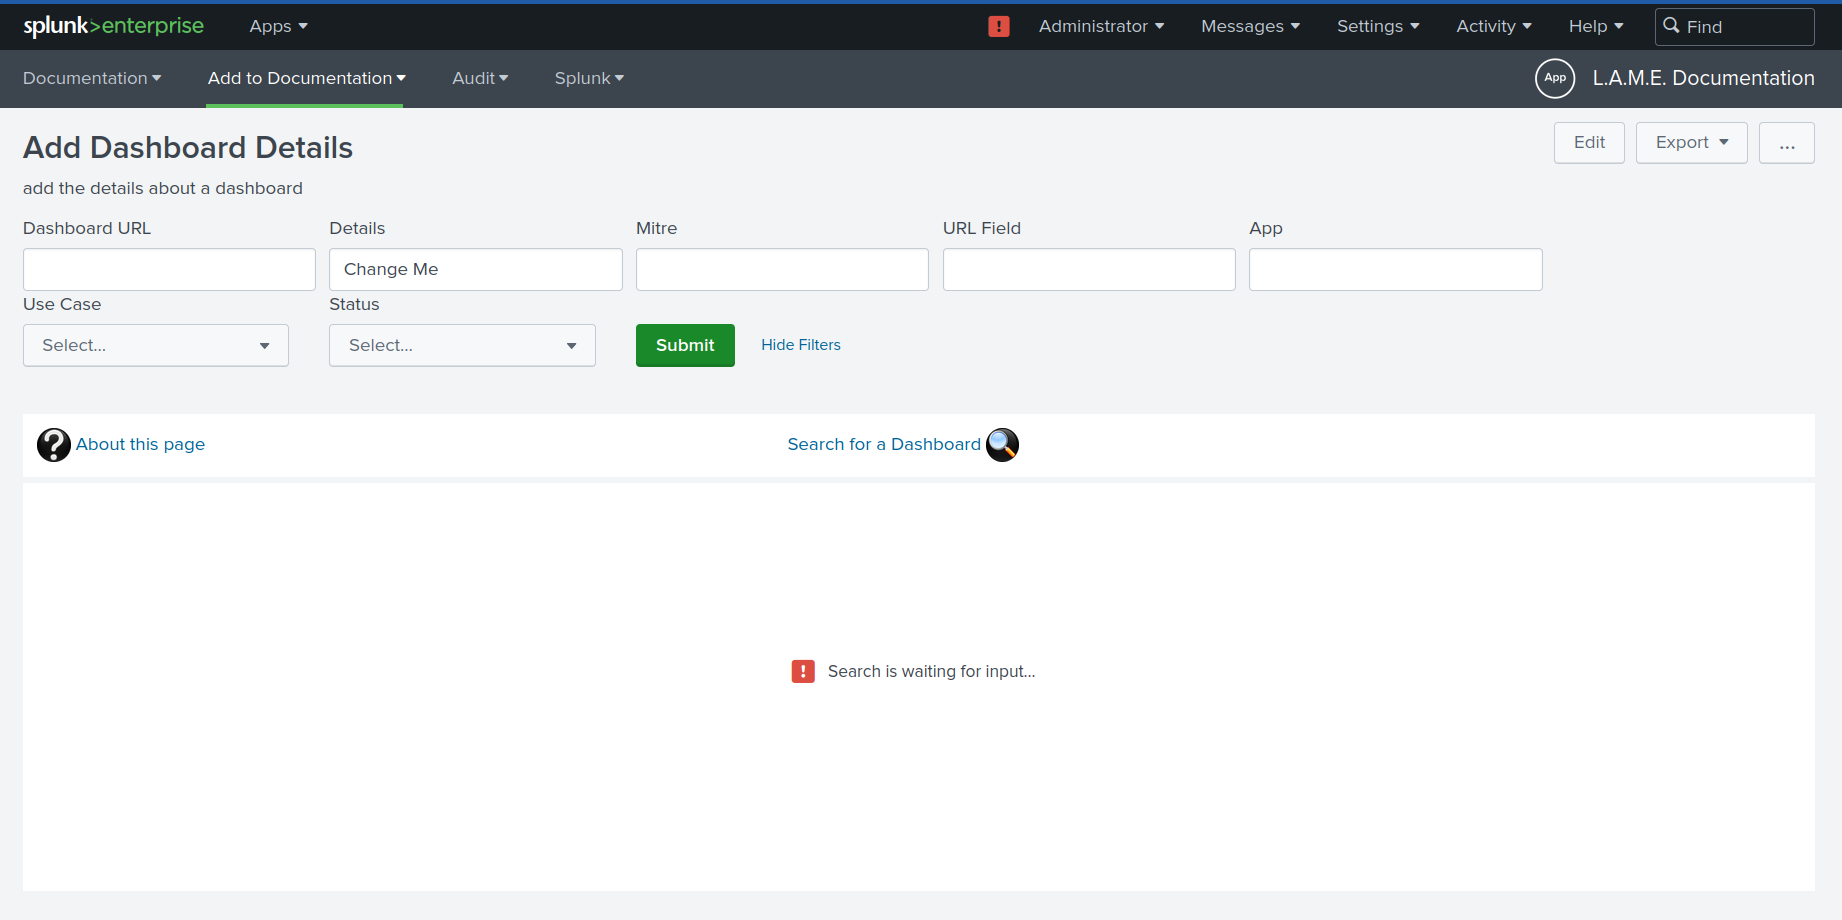 splunk>enterprise Apps Administrator Messages Settings Activity Help Find
Documentation Add to Documentation Audit Splunk App L.A.M.E. Documentation
Add Dashboard Details Edit Export ...
add the details about a dashboard
Dashboard URL Details Mitre URL Field App
Change Me
Use Case Status
Select... Select... Submit Hide Filters
About this page Search for a Dashboard
Search is waiting for input...